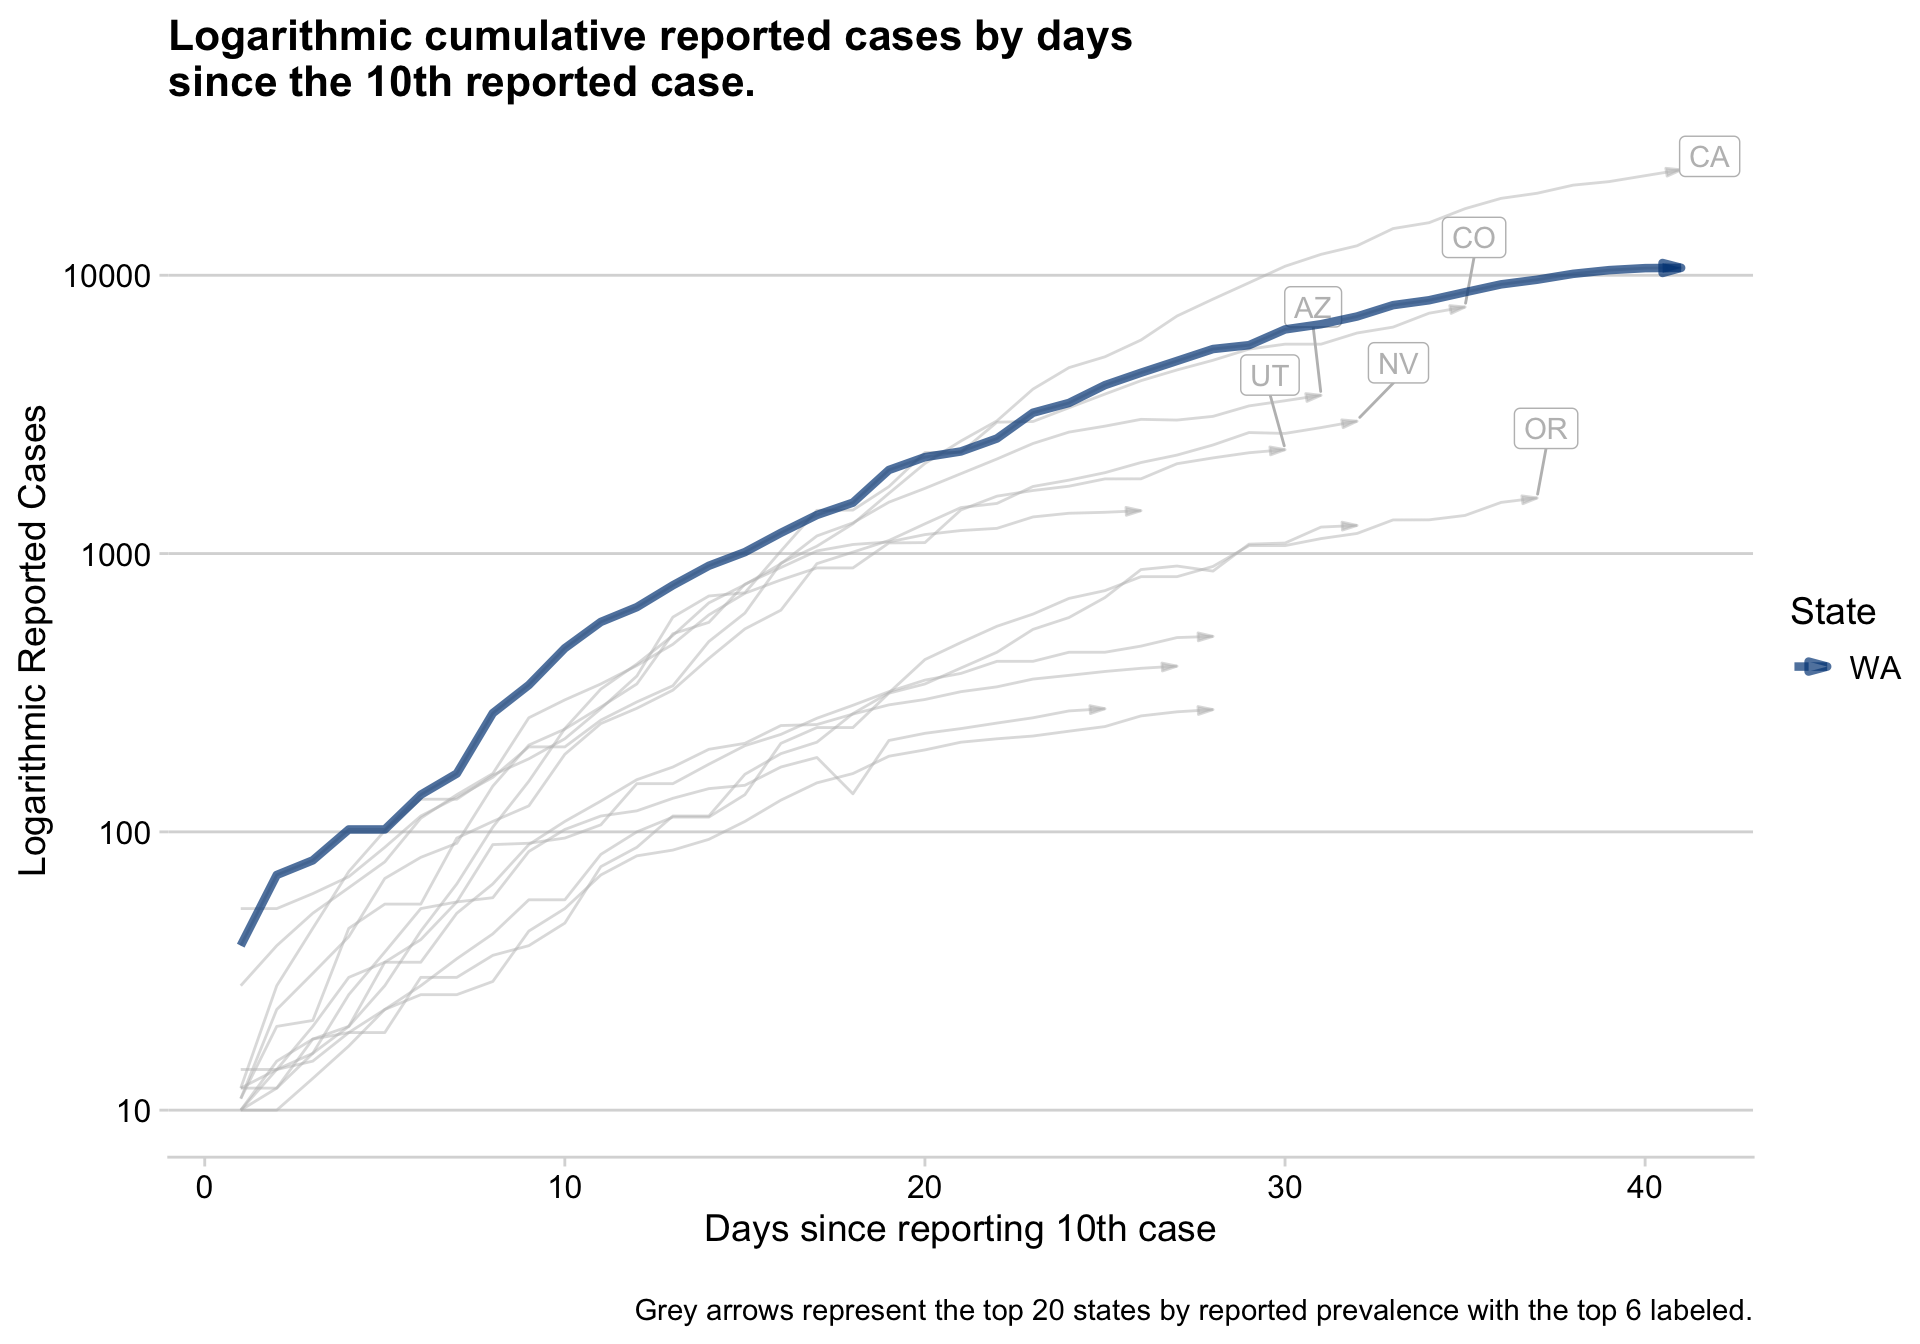 Logarithmic cumulative reported cases by days
since the 10th reported case.
CA
CO
10000
AZ
NV
UT
OR
1000
100
10
Logarithmic Reported Cases
State
WA
0 10 20 30 40
Days since reporting 10th case
Grey arrows represent the top 20 states by reported prevalence with the top 6 labeled.